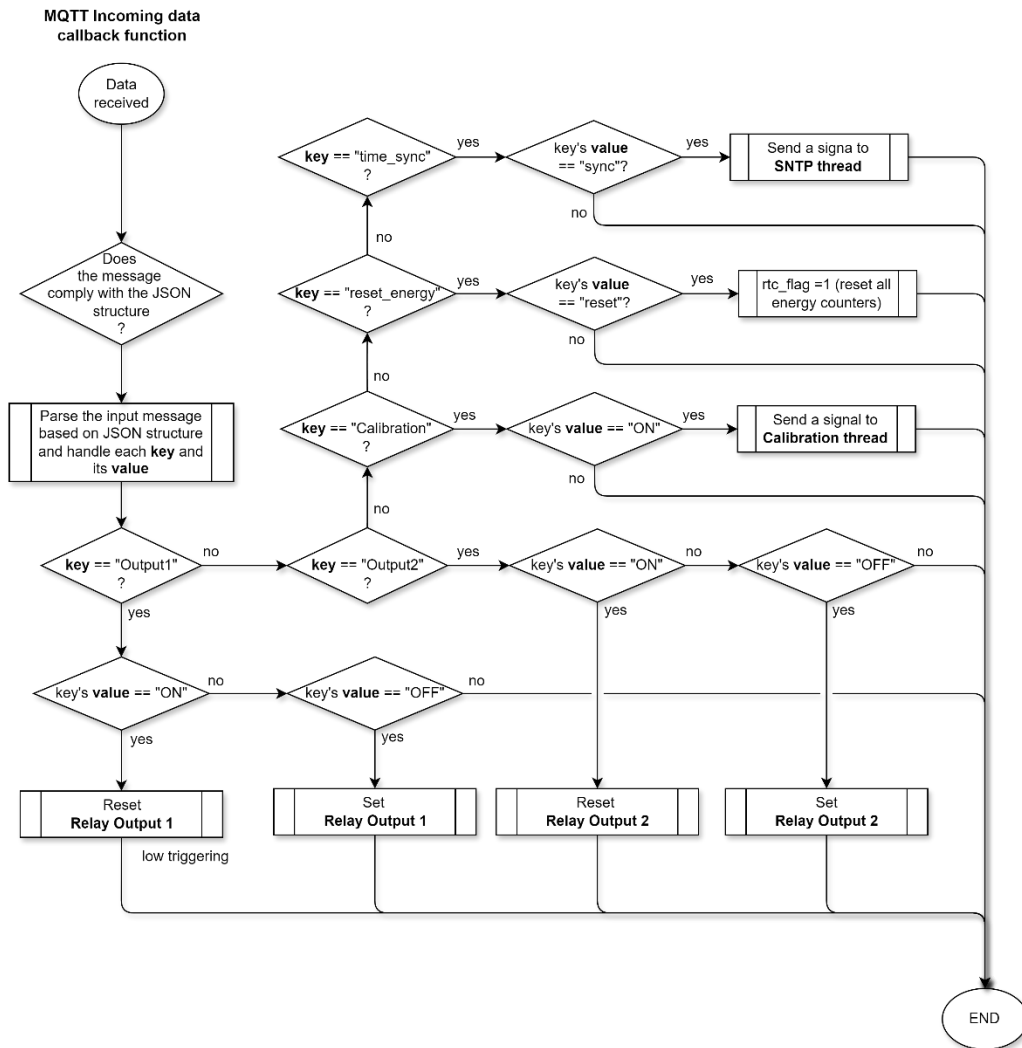 MQTT Incoming data
callback function
Data
received
Does
the message
comply with the JSON
structure
?
Parse the input message
based on JSON structure
and handle each key and
its value
key == "Output1"
?
no
yes
key == "Output2"
?
no
yes
key == "Calibration"
?
no
yes
key == "reset_energy"
?
no
yes
key == "time_sync"
?
yes
key's value
== "sync"?
yes
no
Send a signa to
SNTP thread
key's value
== "reset"?
yes
no
rtc_flag =1 (reset all
energy counters)
key's value == "ON"
yes
no
Send a signal to
Calibration thread
key's value == "ON"
no
yes
key's value == "OFF"
no
yes
key's value == "ON"
no
yes
key's value == "OFF"
no
yes
Reset
Relay Output 1
low triggering
Set
Relay Output 1
Reset
Relay Output 2
Set
Relay Output 2
END